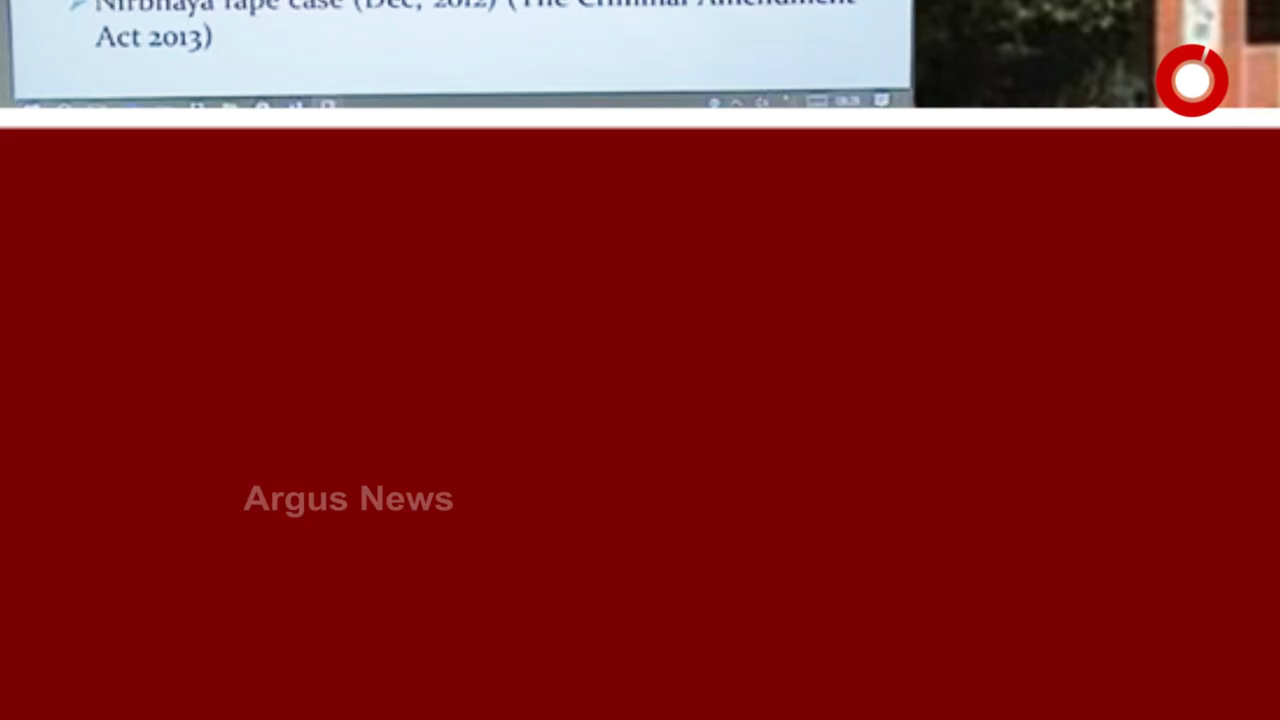 Nirbhaya rape case (Dec, 2012) (The Criminal Amendment
Act 2013)
Argus News